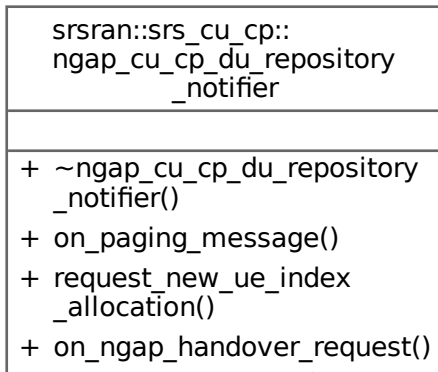 srsran::srs_cu_cp::
ngap_cu_cp_du_repository
_notifier
+ ~ngap_cu_cp_du_repository
_notifier()
+ on_paging_message()
+ request_new_ue_index
_allocation()
+ on_ngap_handover_request()